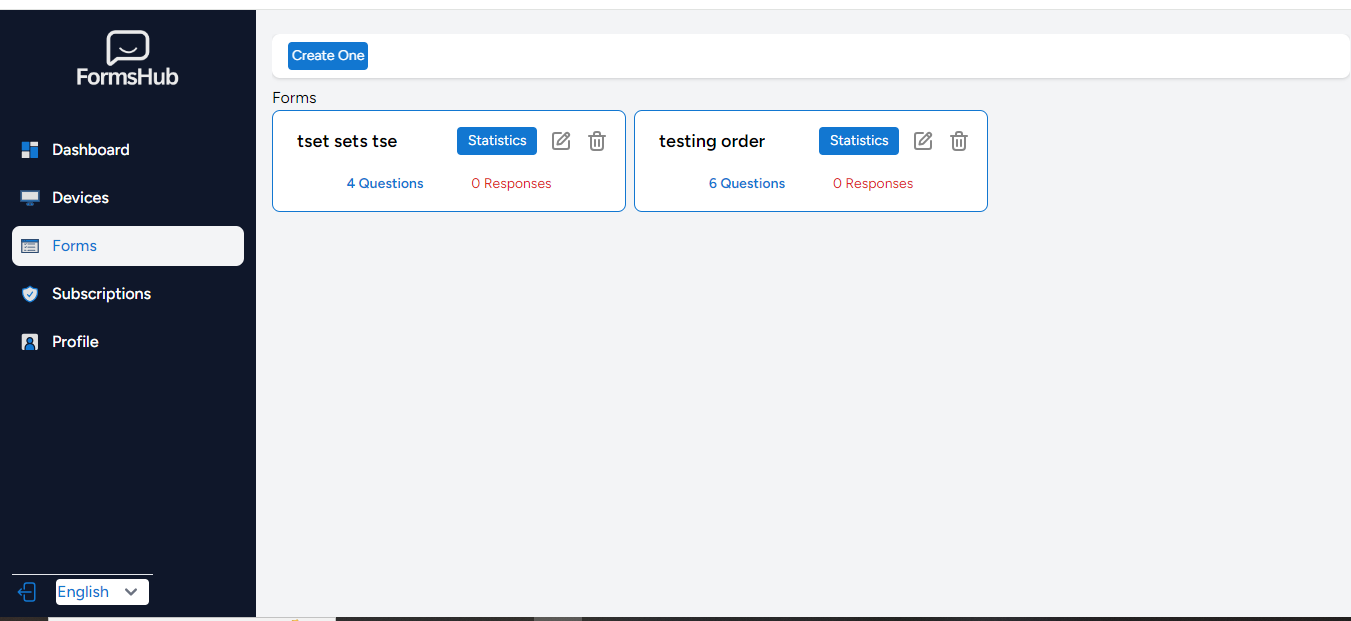 FormsHub
Dashboard
Devices
Forms
Subscriptions
Profile
English
Create One
Forms
tset sets tse
Statistics
4 Questions
0 Responses
testing order
Statistics
6 Questions
0 Responses